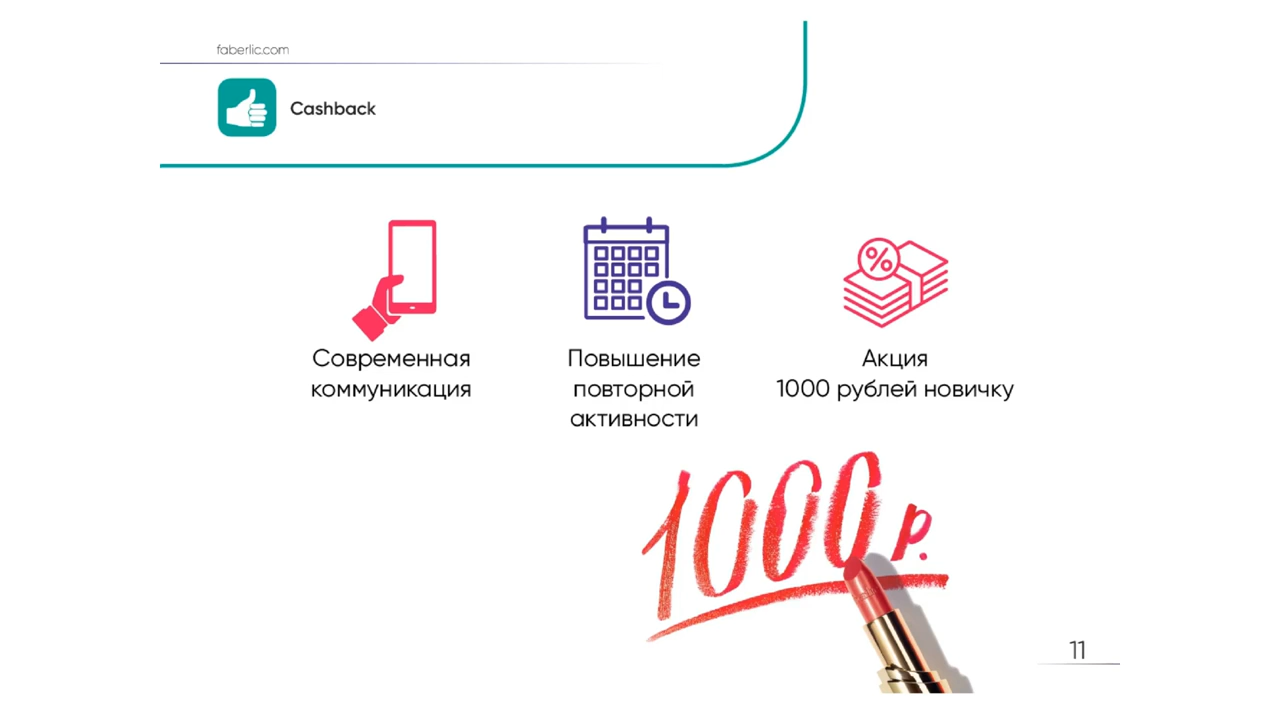 faberlic.com
Cashback
Современная
коммуникация
Повышение
повторной
активности
Акция
1000 рублей новичку
1000 р.
11